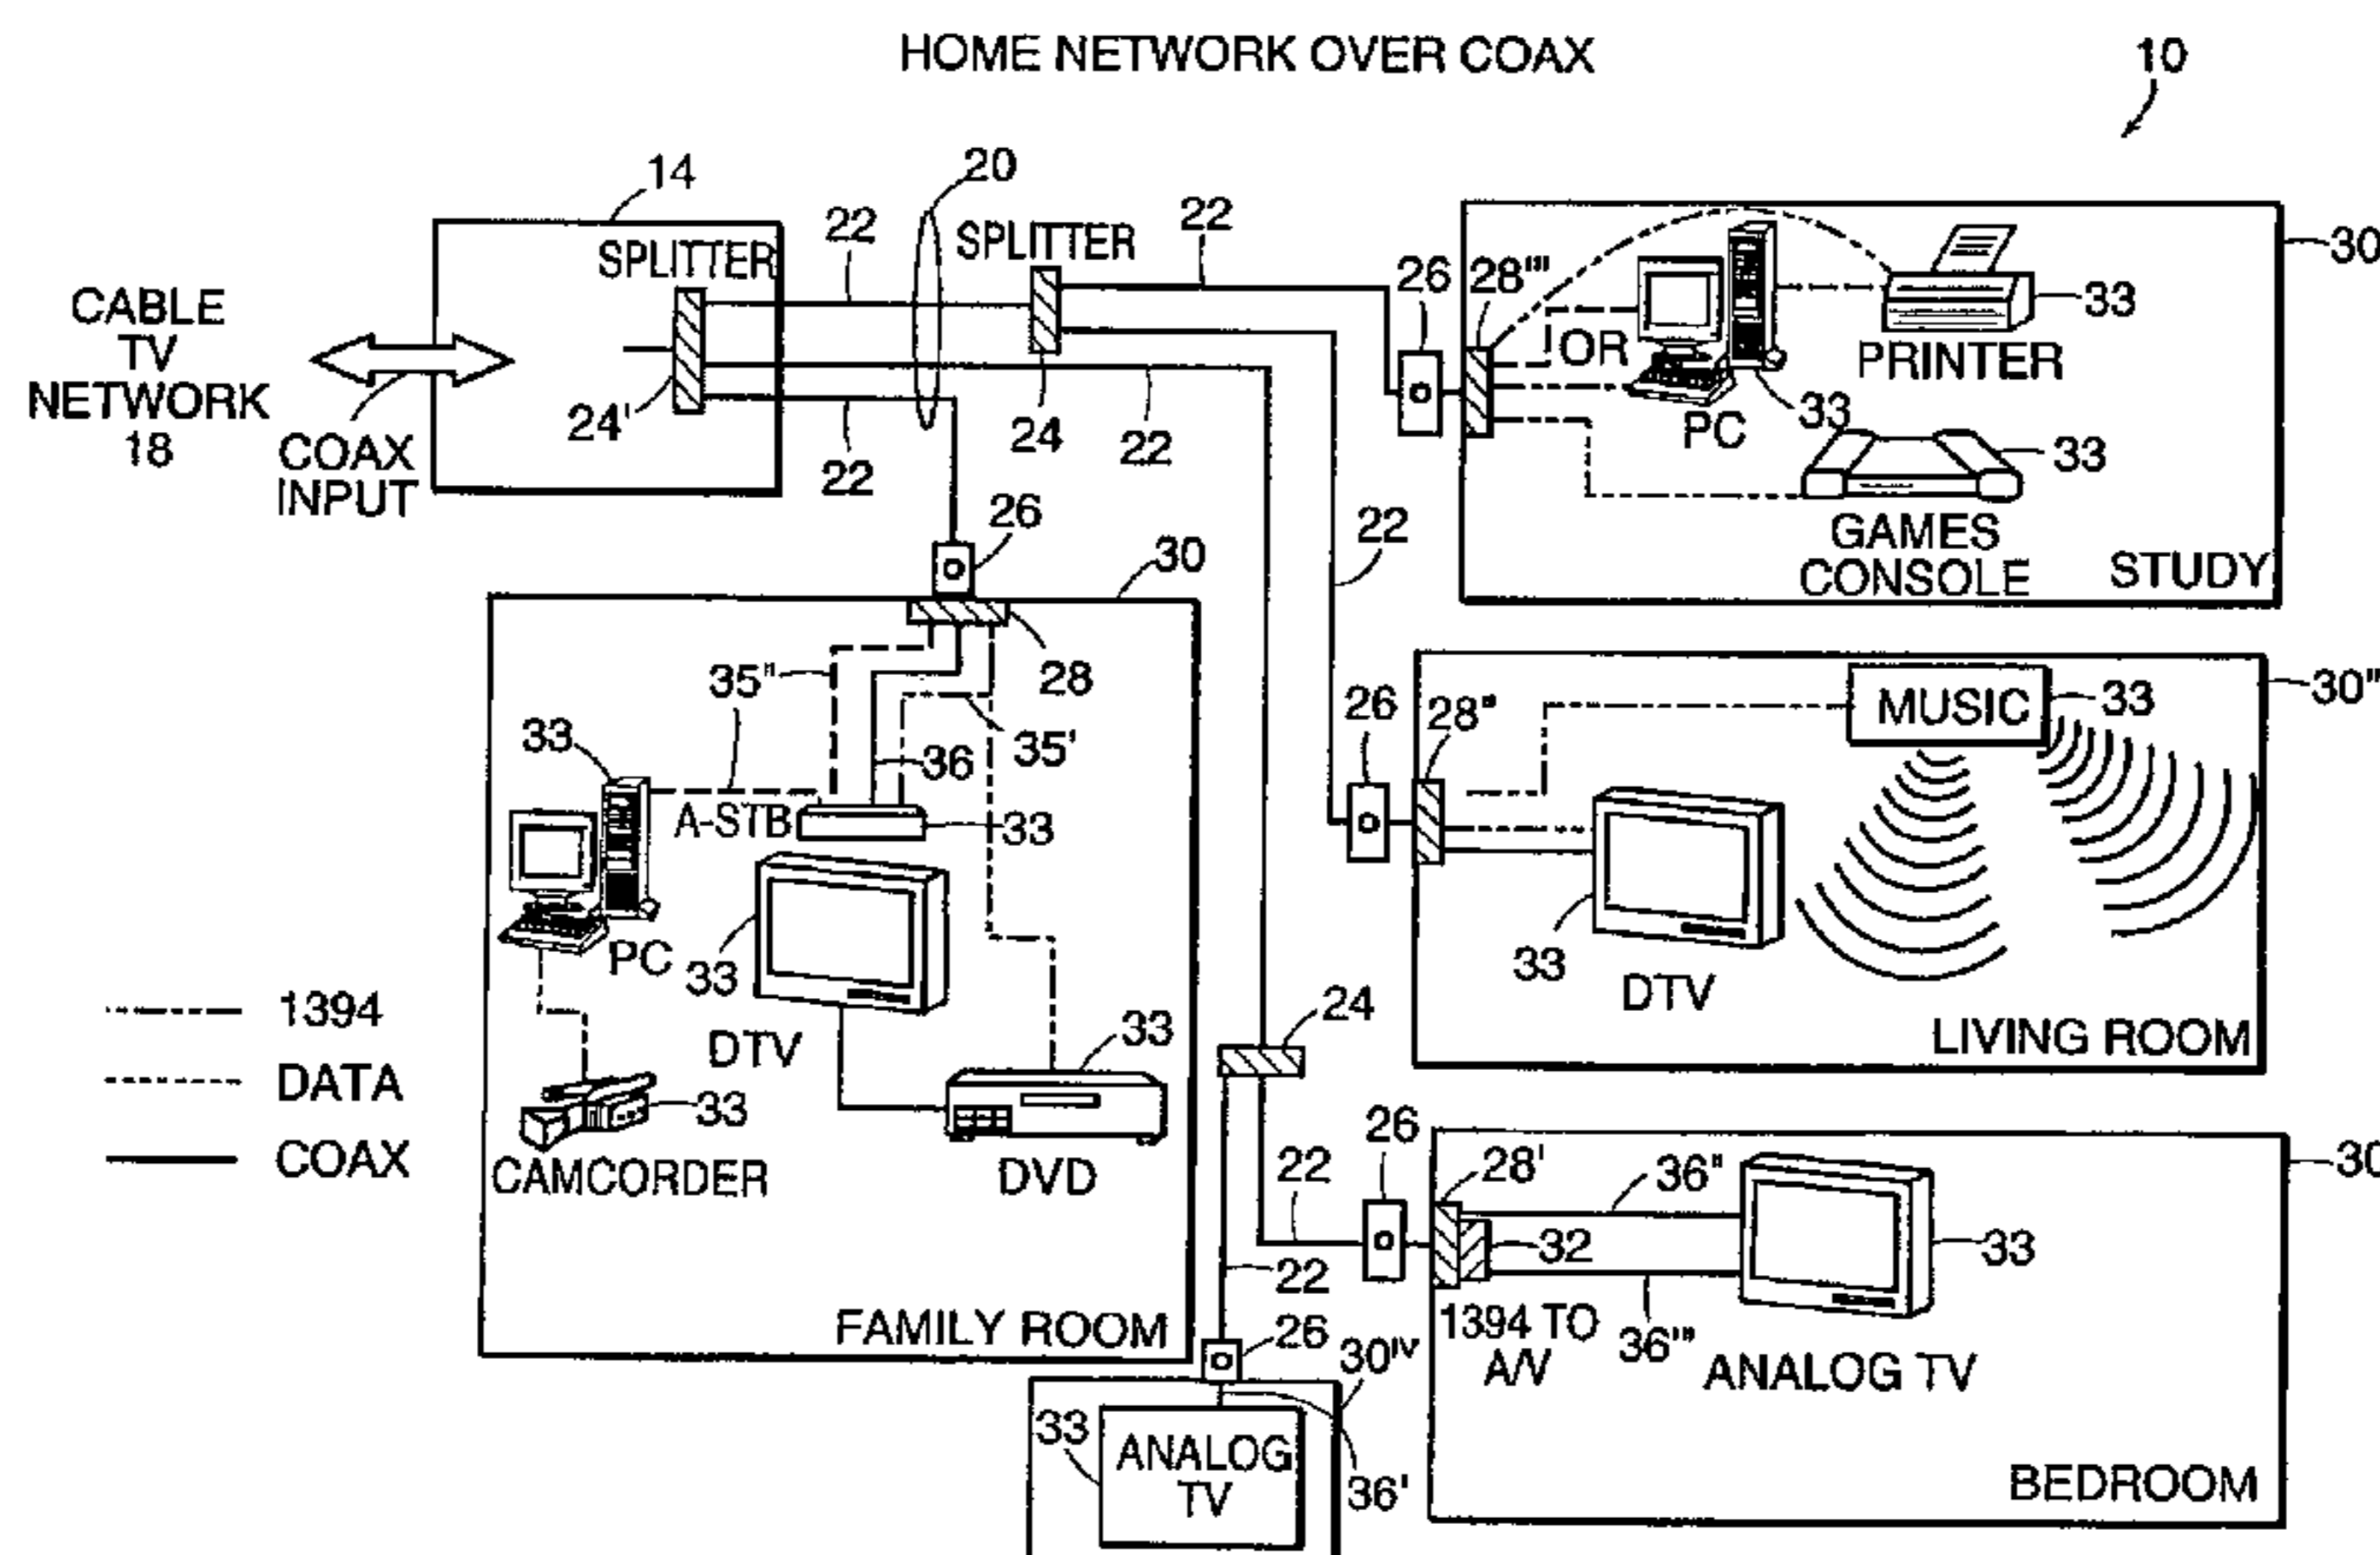 HOME NETWORK OVER COAX
10
14
20
22
SPLITTER
22
SPLITTER
30
CABLE
TV
NETWORK
18
26
28'''
OR
33
PRINTER
24'
24
22
33
PC
33
COAX
INPUT
22
GAMES
CONSOLE
STUDY
26
22
30
28
35"
35'
36
33
A-STB
33
26
28"
MUSIC
33
30"
PC
33
DTV
33
DTV
LIVING ROOM
1394
DATA
COAX
33
CAMCORDER
33
DVD
24
FAMILY ROOM
22
22
26
28'
36"
32
33
1394 TO
A/V
36'''
ANALOG TV
30
BEDROOM
26
30IV
33
ANALOG
TV
36'